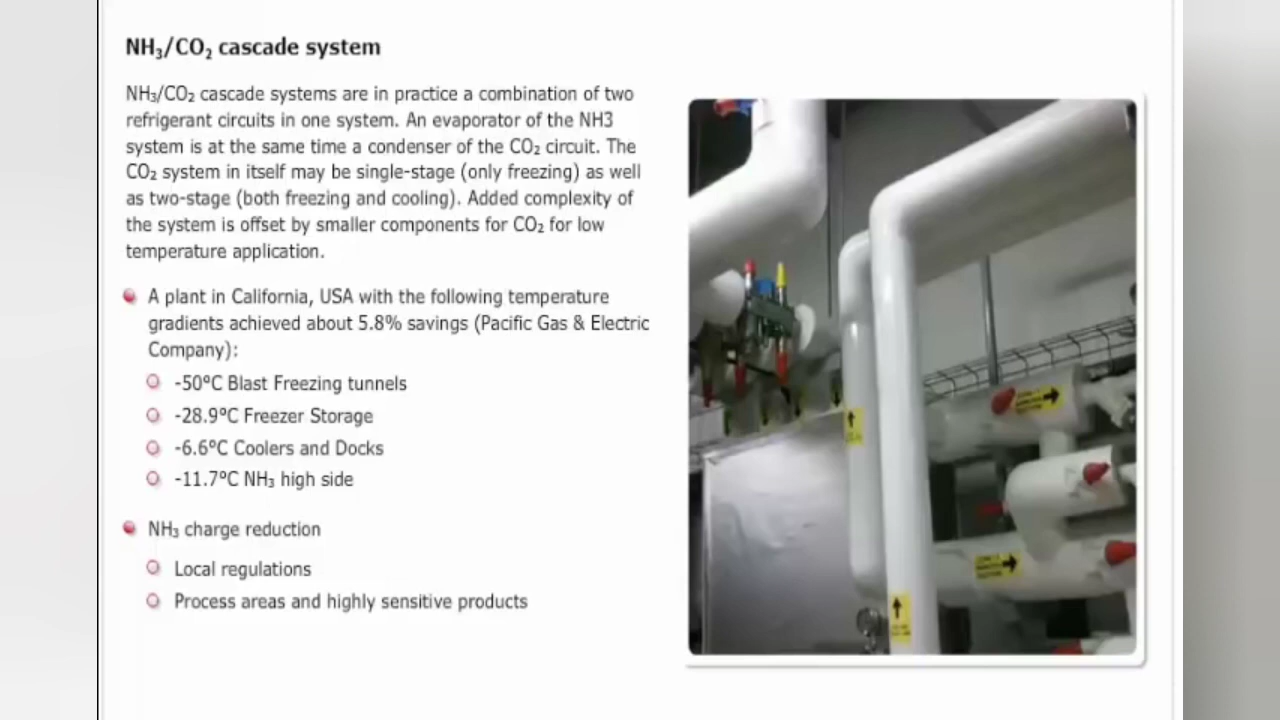 NH₃/CO₂ cascade system
NH₃/CO₂ cascade systems are in practice a combination of two
refrigerant circuits in one system. An evaporator of the NH3
system is at the same time a condenser of the CO₂ circuit. The
CO₂ system in itself may be single-stage (only freezing) as well
as two-stage (both freezing and cooling). Added complexity of
the system is offset by smaller components for CO₂ for low
temperature application.
A plant in California, USA with the following temperature
gradients achieved about 5.8% savings (Pacific Gas & Electric
Company):
-50°C Blast Freezing tunnels
-28.9°C Freezer Storage
-6.6°C Coolers and Docks
-11.7°C NH₃ high side
NH₃ charge reduction
Local regulations
Process areas and highly sensitive products